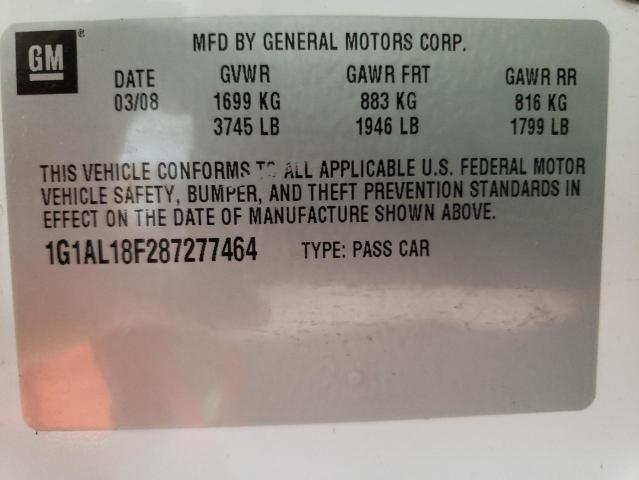 GM® MFD BY GENERAL MOTORS CORP.
DATE GVWR GAWR FRT GAWR RR
03/08 1699 KG 883 KG 816 KG
3745 LB 1946 LB 1799 LB
THIS VEHICLE CONFORMS TO ALL APPLICABLE U.S. FEDERAL MOTOR
VEHICLE SAFETY, BUMPER, AND THEFT PREVENTION STANDARDS IN
EFFECT ON THE DATE OF MANUFACTURE SHOWN ABOVE.
1G1AL18F287277464 TYPE: PASS CAR